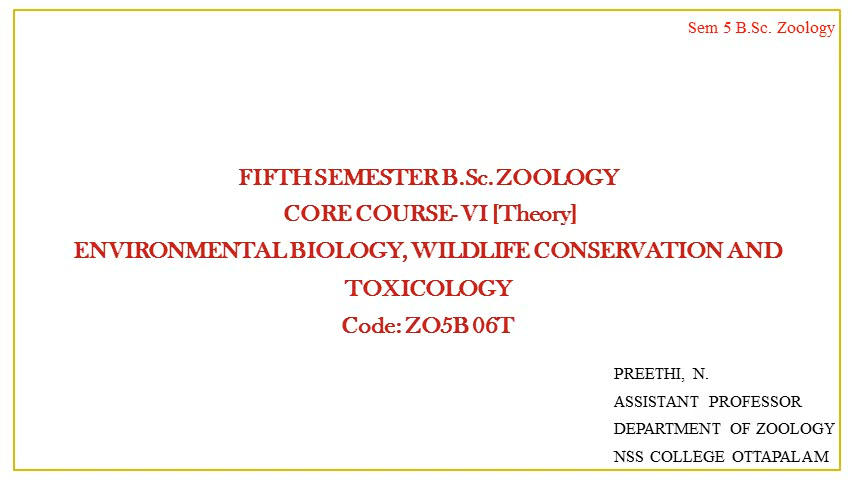 Sem 5 B.Sc. Zoology
FIFTH SEMESTER B.Sc. ZOOLOGY
CORE COURSE- VI [Theory]
ENVIRONMENTAL BIOLOGY, WILDLIFE CONSERVATION AND
TOXICOLOGY
Code: ZO5B 06T
PREETHI, N.
ASSISTANT PROFESSOR
DEPARTMENT OF ZOOLOGY
NSS COLLEGE OTTAPALAM